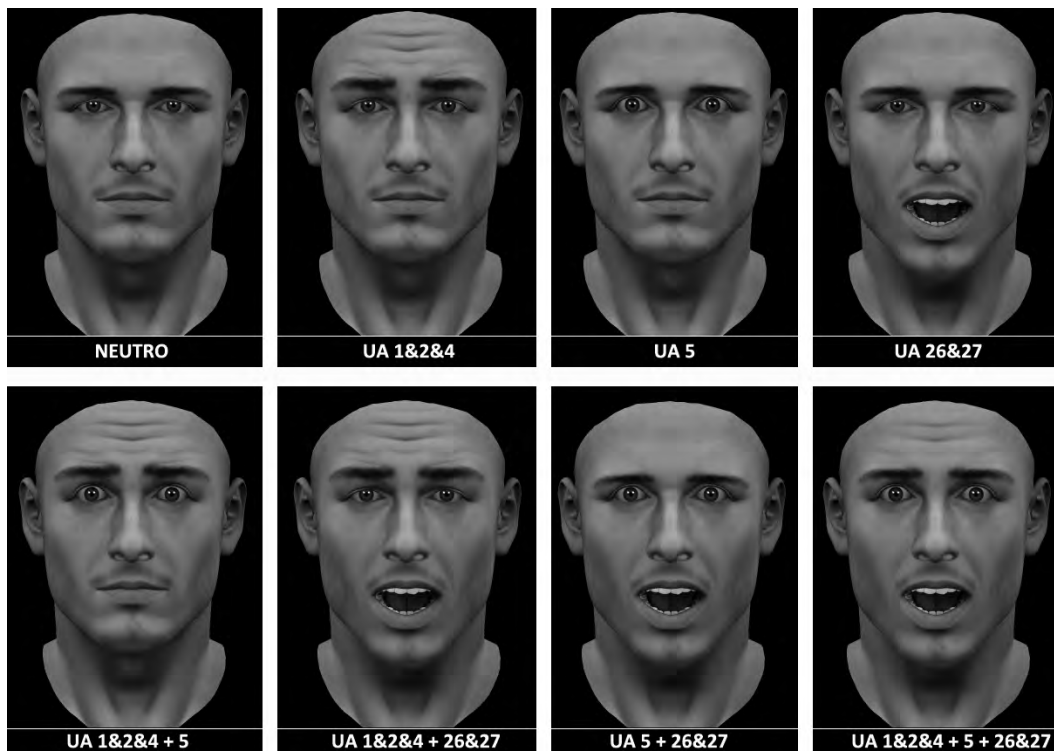 NEUTRO
UA 1&2&4
UA 5
UA 26&27
UA 1&2&4 + 5
UA 1&2&4 + 26&27
UA 5 + 26&27
UA 1&2&4 + 5 + 26&27